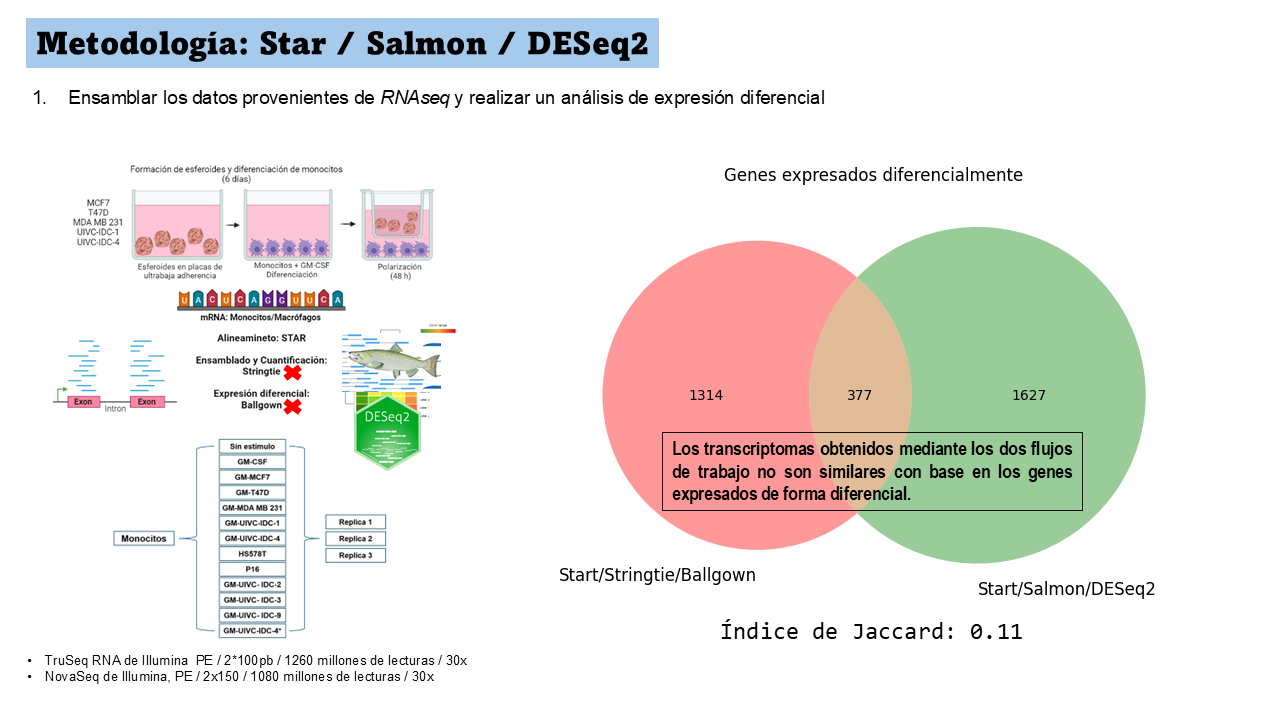 Metodología: Star / Salmon / DESeq2
1. Ensamblar los datos provenientes de RNAseq y realizar un análisis de expresión diferencial
Formación de esferoides y diferenciación de monocitos
(6 días)
MCF7
T47D
MDA MB 231
UIVC-IDC-1
UIVC-IDC-4
Esferoides en placas de
ultrabaja adherencia
Monocitos + GM-CSF
Diferenciación
Polarización
(48 h)
U A C U C A G G U U C A
mRNA: Monocitos/Macrófagos
Alineamineto: STAR
Ensamblado y Cuantificación:
Stringtie
Expresión diferencial:
Ballgown
Exon
Intron
Exon
DESeq2
Monocitos
Sin estímulo
GM-CSF
GM-MCF7
GM-T47D
GM-MDA MB 231
GM-UIVC-IDC-1
GM-UIVC-IDC-4
HS578T
P16
GM-UIVC- IDC-2
GM-UIVC- IDC-3
GM-UIVC- IDC-9
GM-UIVC-IDC-4*
Replica 1
Replica 2
Replica 3
• TruSeq RNA de Illumina PE / 2*100pb / 1260 millones de lecturas / 30x
• NovaSeq de Illumina, PE / 2x150 / 1080 millones de lecturas / 30x
Genes expresados diferencialmente
1314
377
1627
Los transcriptomas obtenidos mediante los dos flujos
de trabajo no son similares con base en los genes
expresados de forma diferencial.
Start/Stringtie/Ballgown
Start/Salmon/DESeq2
Índice de Jaccard: 0.11